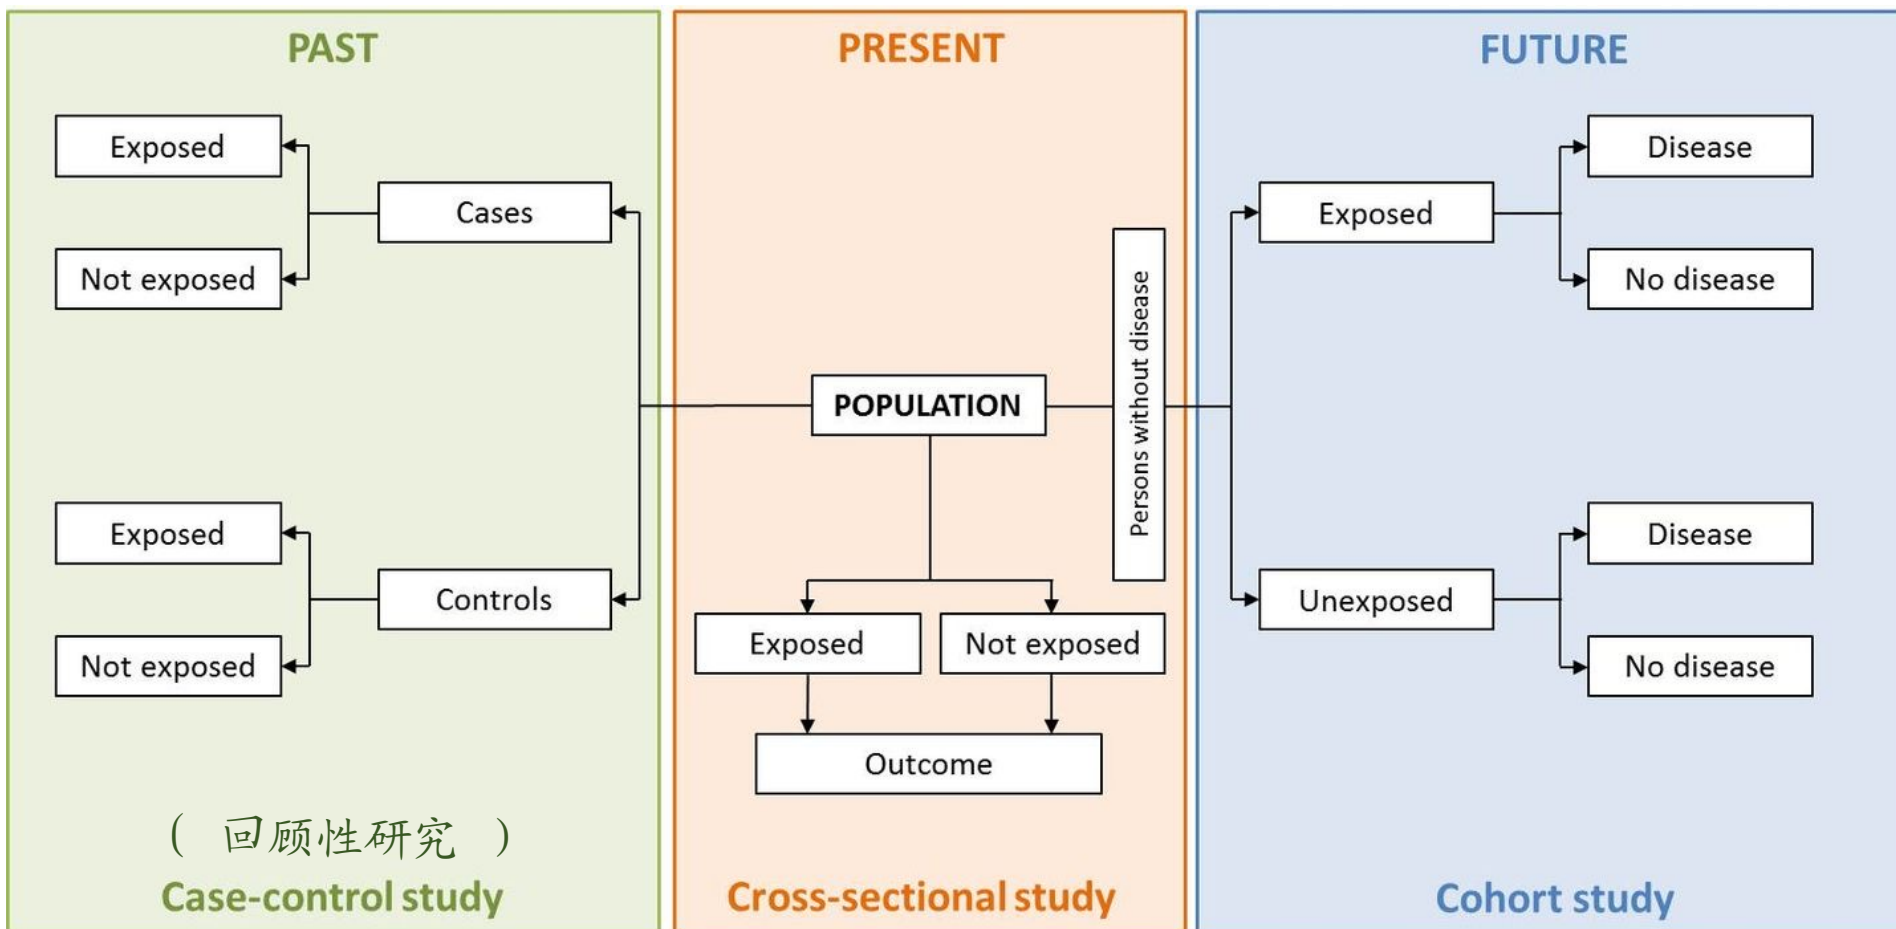 PAST
Exposed
Cases
Not exposed
Exposed
Controls
Not exposed
( 回顾性研究 )
Case-control study
PRESENT
POPULATION
Persons without disease
Exposed
Not exposed
Outcome
Cross-sectional study
FUTURE
Disease
Exposed
No disease
Disease
Unexposed
No disease
Cohort study